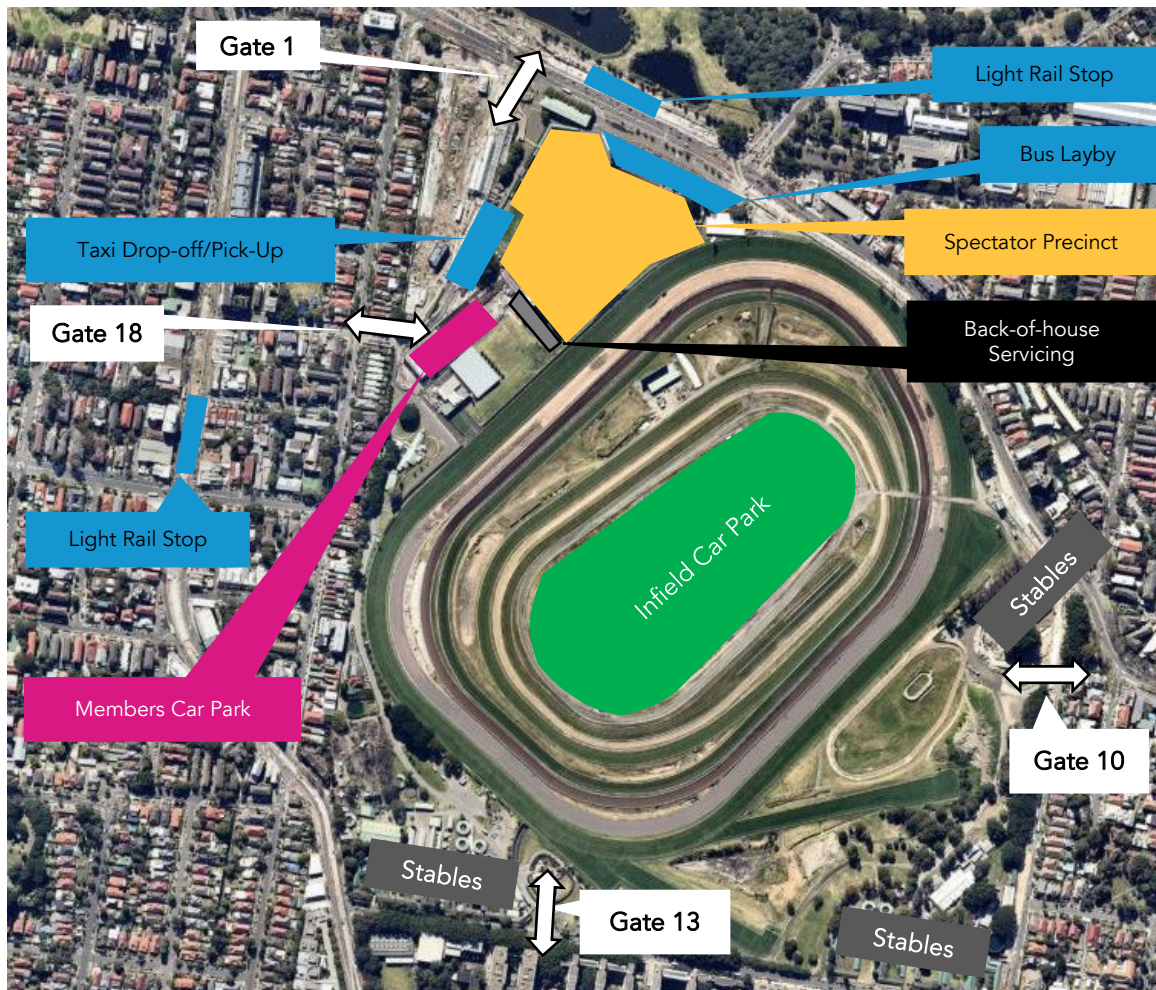 Gate 1
Light Rail Stop
Bus Layby
Taxi Drop-off/Pick-Up
Spectator Precinct
Gate 18
Back-of-house
Servicing
Light Rail Stop
Infield Car Park
Stables
Members Car Park
Gate 10
Stables
Gate 13
Stables